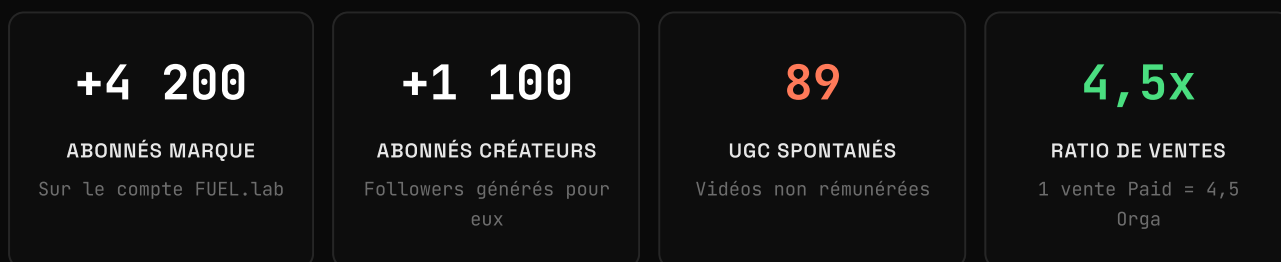 +4 200
ABONNÉS MARQUE
Sur le compte FUEL.lab
+1 100
ABONNÉS CRÉATEURS
Followers générés pour
eux
89
UGC SPONTANÉS
Vidéos non rémunérées
4,5x
RATIO DE VENTES
1 vente Paid = 4,5
Orga